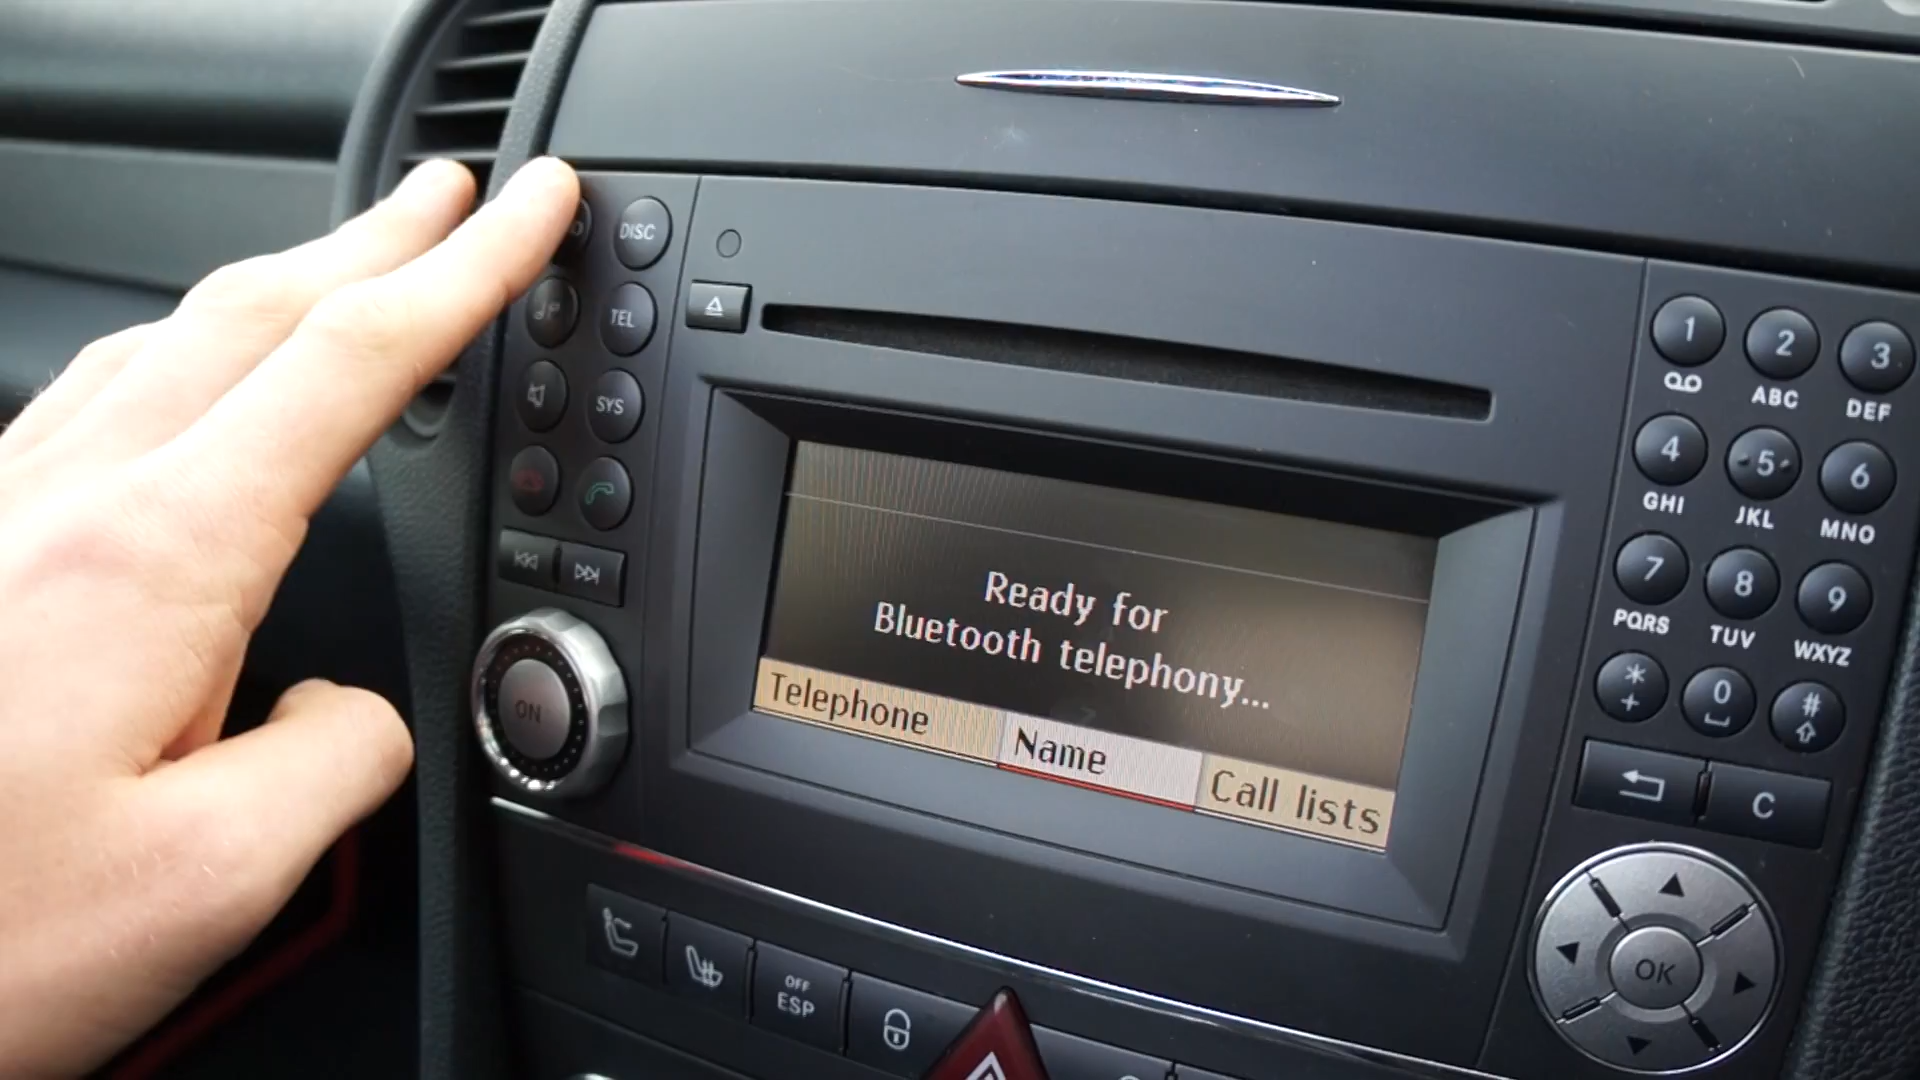 DISC
TEL
SYS
ON
Ready for
Bluetooth telephony...
Telephone
Name
Call lists
1
2
ABC
3
DEF
4
GHI
5
JKL
6
MNO
7
PQRS
8
TUV
9
WXYZ
*
+
0
#
C
OK
OFF
ESP